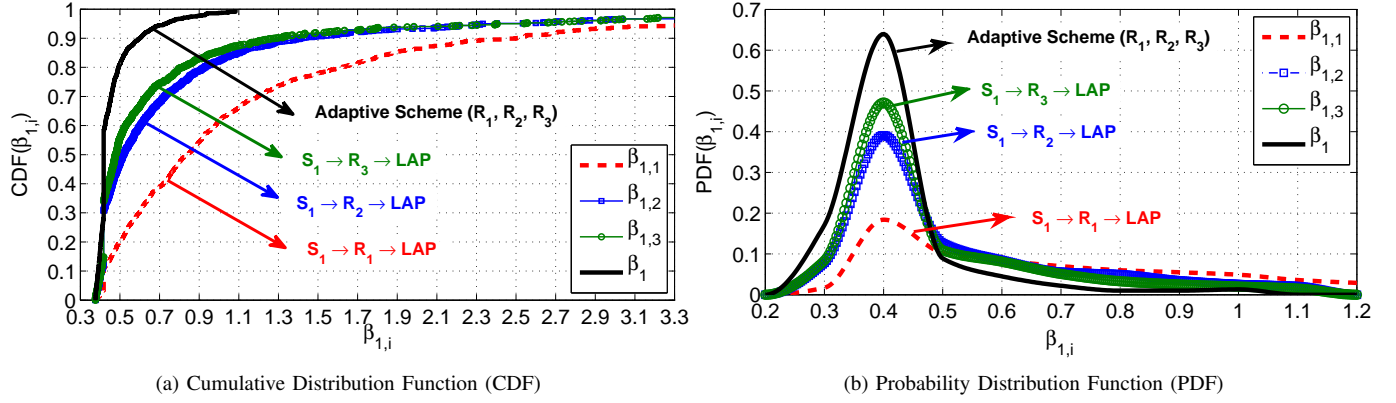 CDF(β1,i)
1
0.9
0.8
0.7
0.6
0.5
0.4
0.3
0.2
0.1
0
0.3 0.5 0.7 0.9 1.1 1.3 1.5 1.7 1.9 2.1 2.3 2.5 2.7 2.9 3.1 3.3
β1,i
Adaptive Scheme (R1, R2, R3)
S1 → R3 → LAP
S1 → R2 → LAP
S1 → R1 → LAP
β1,1
β1,2
β1,3
β1
(a) Cumulative Distribution Function (CDF)
PDF(β1,i)
0.7
0.6
0.5
0.4
0.3
0.2
0.1
0
0.2 0.3 0.4 0.5 0.6 0.7 0.8 0.9 1 1.1 1.2
β1,i
Adaptive Scheme (R1, R2, R3)
S1 → R3 → LAP
S1 → R2 → LAP
S1 → R1 → LAP
β1,1
β1,2
β1,3
β1
(b) Probability Distribution Function (PDF)